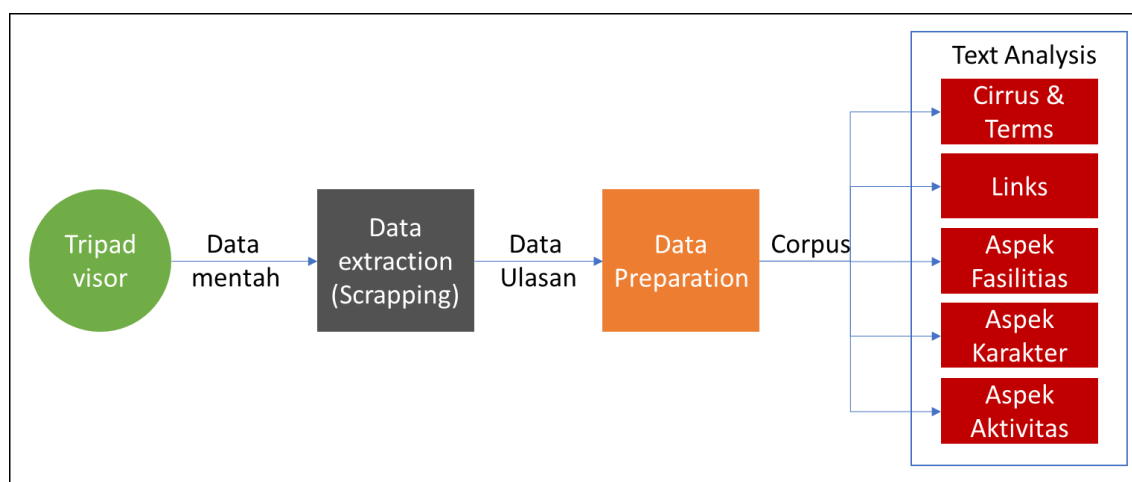 Text Analysis
Cirrus &
Terms
Links
Tripad
visor
Data
mentah
Data
extraction
(Scrapping)
Data
Ulasan
Data
Preparation
Corpus
Aspek
Fasilitias
Aspek
Karakter
Aspek
Aktivitas